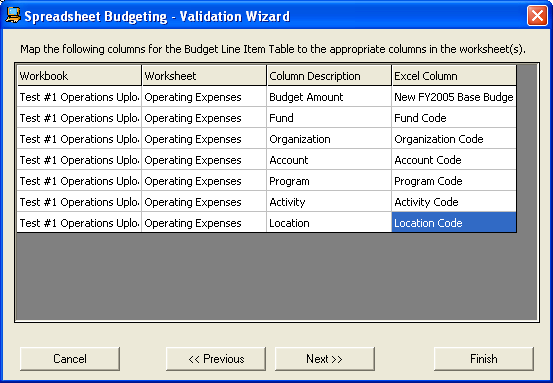 Spreadsheet Budgeting - Validation Wizard
Map the following columns for the Budget Line Item Table to the appropriate columns in the worksheet(s).
Workbook Worksheet Column Description Excel Column
Test #1 Operations Uplo Operating Expenses Budget Amount New FY2005 Base Budge
Test #1 Operations Uplo Operating Expenses Fund Fund Code
Test #1 Operations Uplo Operating Expenses Organization Organization Code
Test #1 Operations Uplo Operating Expenses Account Account Code
Test #1 Operations Uplo Operating Expenses Program Program Code
Test #1 Operations Uplo Operating Expenses Activity Activity Code
Test #1 Operations Uplo Operating Expenses Location Location Code
Cancel << Previous Next >> Finish